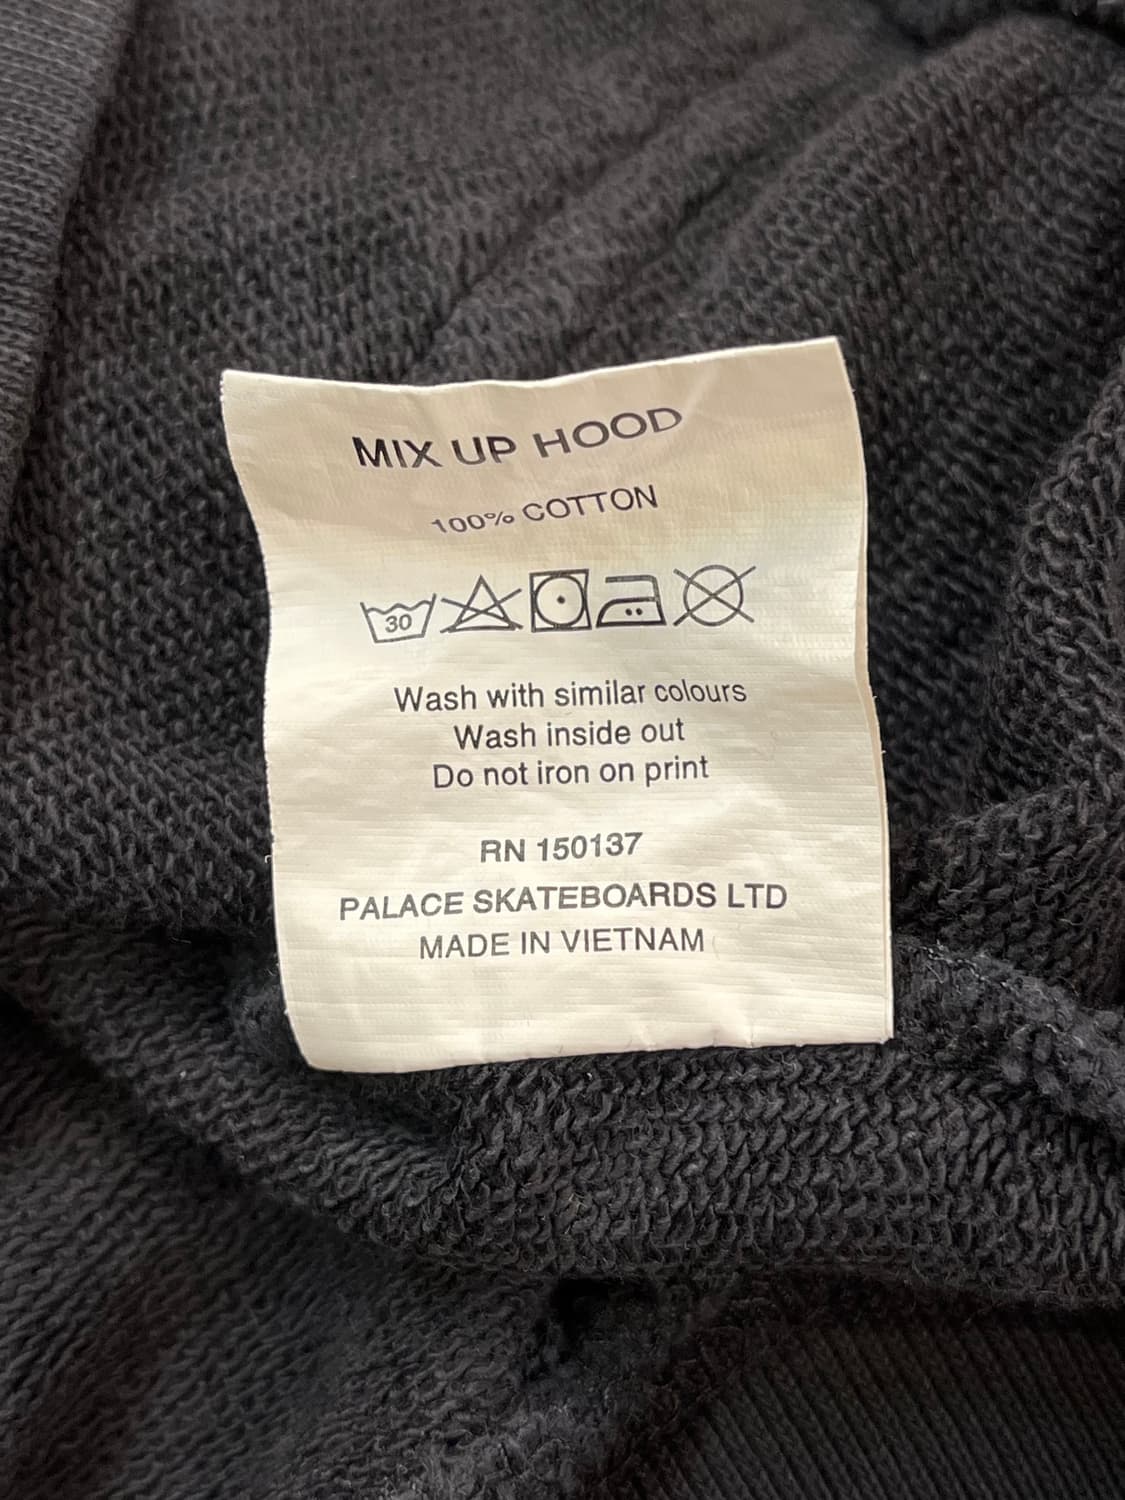 MIX UP HOOD
100% COTTON
30
Wash with similar colours
Wash inside out
Do not iron on print
RN 150137
PALACE SKATEBOARDS LTD
MADE IN VIETNAM